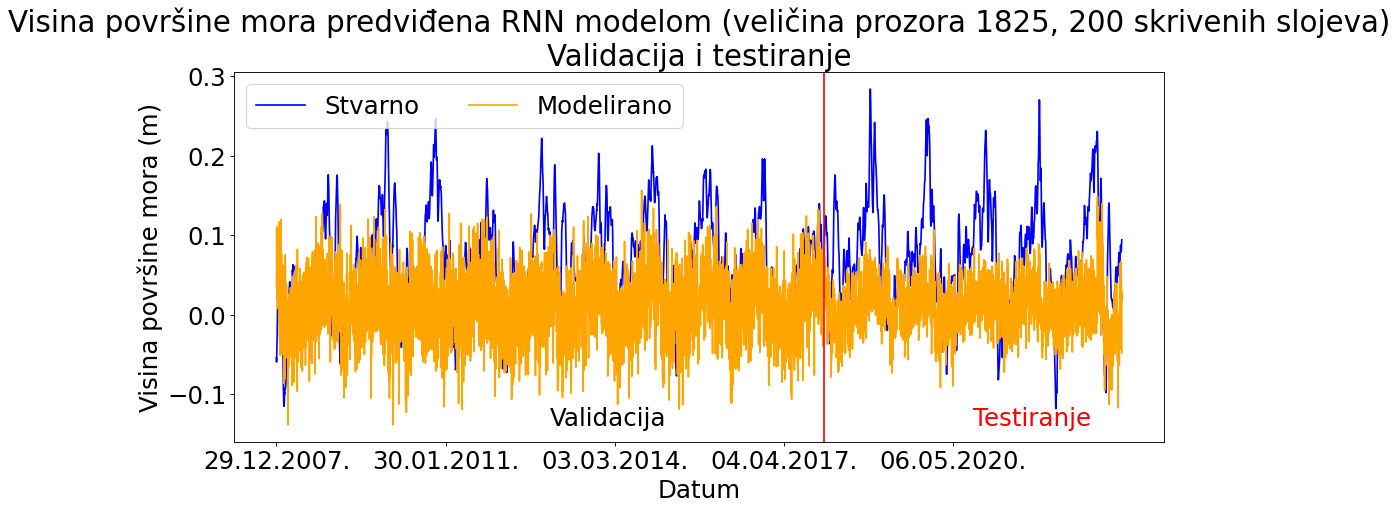 Visina površine mora predviđena RNN modelom (veličina prozora 1825, 200 skrivenih slojeva)
Validacija i testiranje
Stvarno Modelirano
Visina površine mora (m)
0.3
0.2
0.1
0.0
−0.1
Validacija Testiranje
29.12.2007. 30.01.2011. 03.03.2014. 04.04.2017. 06.05.2020.
Datum